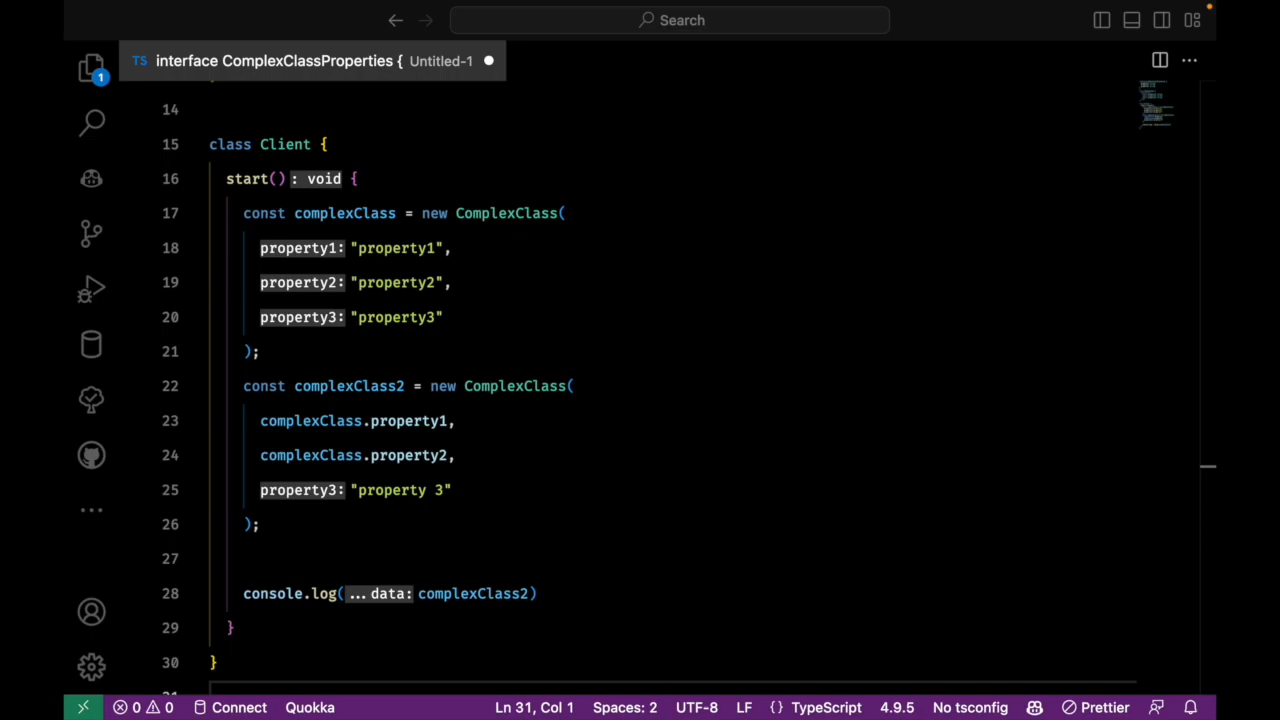 Search
TS interface ComplexClassProperties { Untitled-1
1
14
15 class Client {
16 start(): void {
17 const complexClass = new ComplexClass(
18 property1: "property1",
19 property2: "property2",
20 property3: "property3"
21 );
22 const complexClass2 = new ComplexClass(
23 complexClass.property1,
24 complexClass.property2,
25 property3: "property 3"
26 );
27
28 console.log(...data: complexClass2)
29 }
30 }
0 0 Connect Quokka Ln 31, Col 1 Spaces: 2 UTF-8 LF {} TypeScript 4.9.5 No tsconfig Prettier